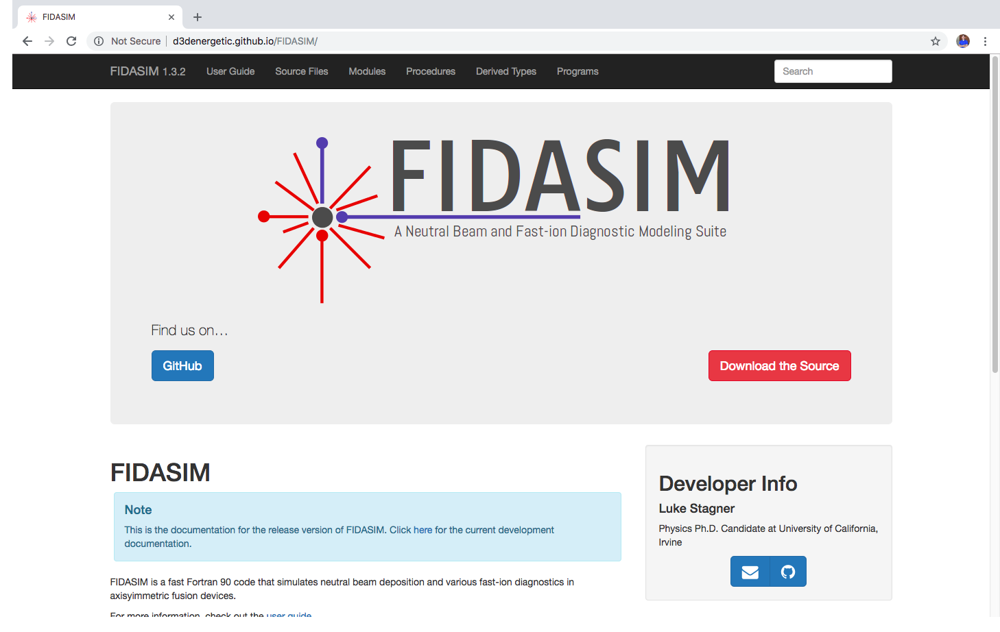 FIDASIM
Not Secure
d3denergetic.github.io/FIDASIM/
FIDASIM 1.3.2
User Guide
Source Files
Modules
Procedures
Derived Types
Programs
Search
FIDASIM
A Neutral Beam and Fast-ion Diagnostic Modeling Suite
Find us on...
GitHub
Download the Source
FIDASIM
Note
This is the documentation for the release version of FIDASIM. Click here for the current development
documentation.
FIDASIM is a fast Fortran 90 code that simulates neutral beam deposition and various fast-ion diagnostics in
axisyimmetric fusion devices.
For more information, check out the user guide
Developer Info
Luke Stagner
Physics Ph.D. Candidate at University of California,
Irvine